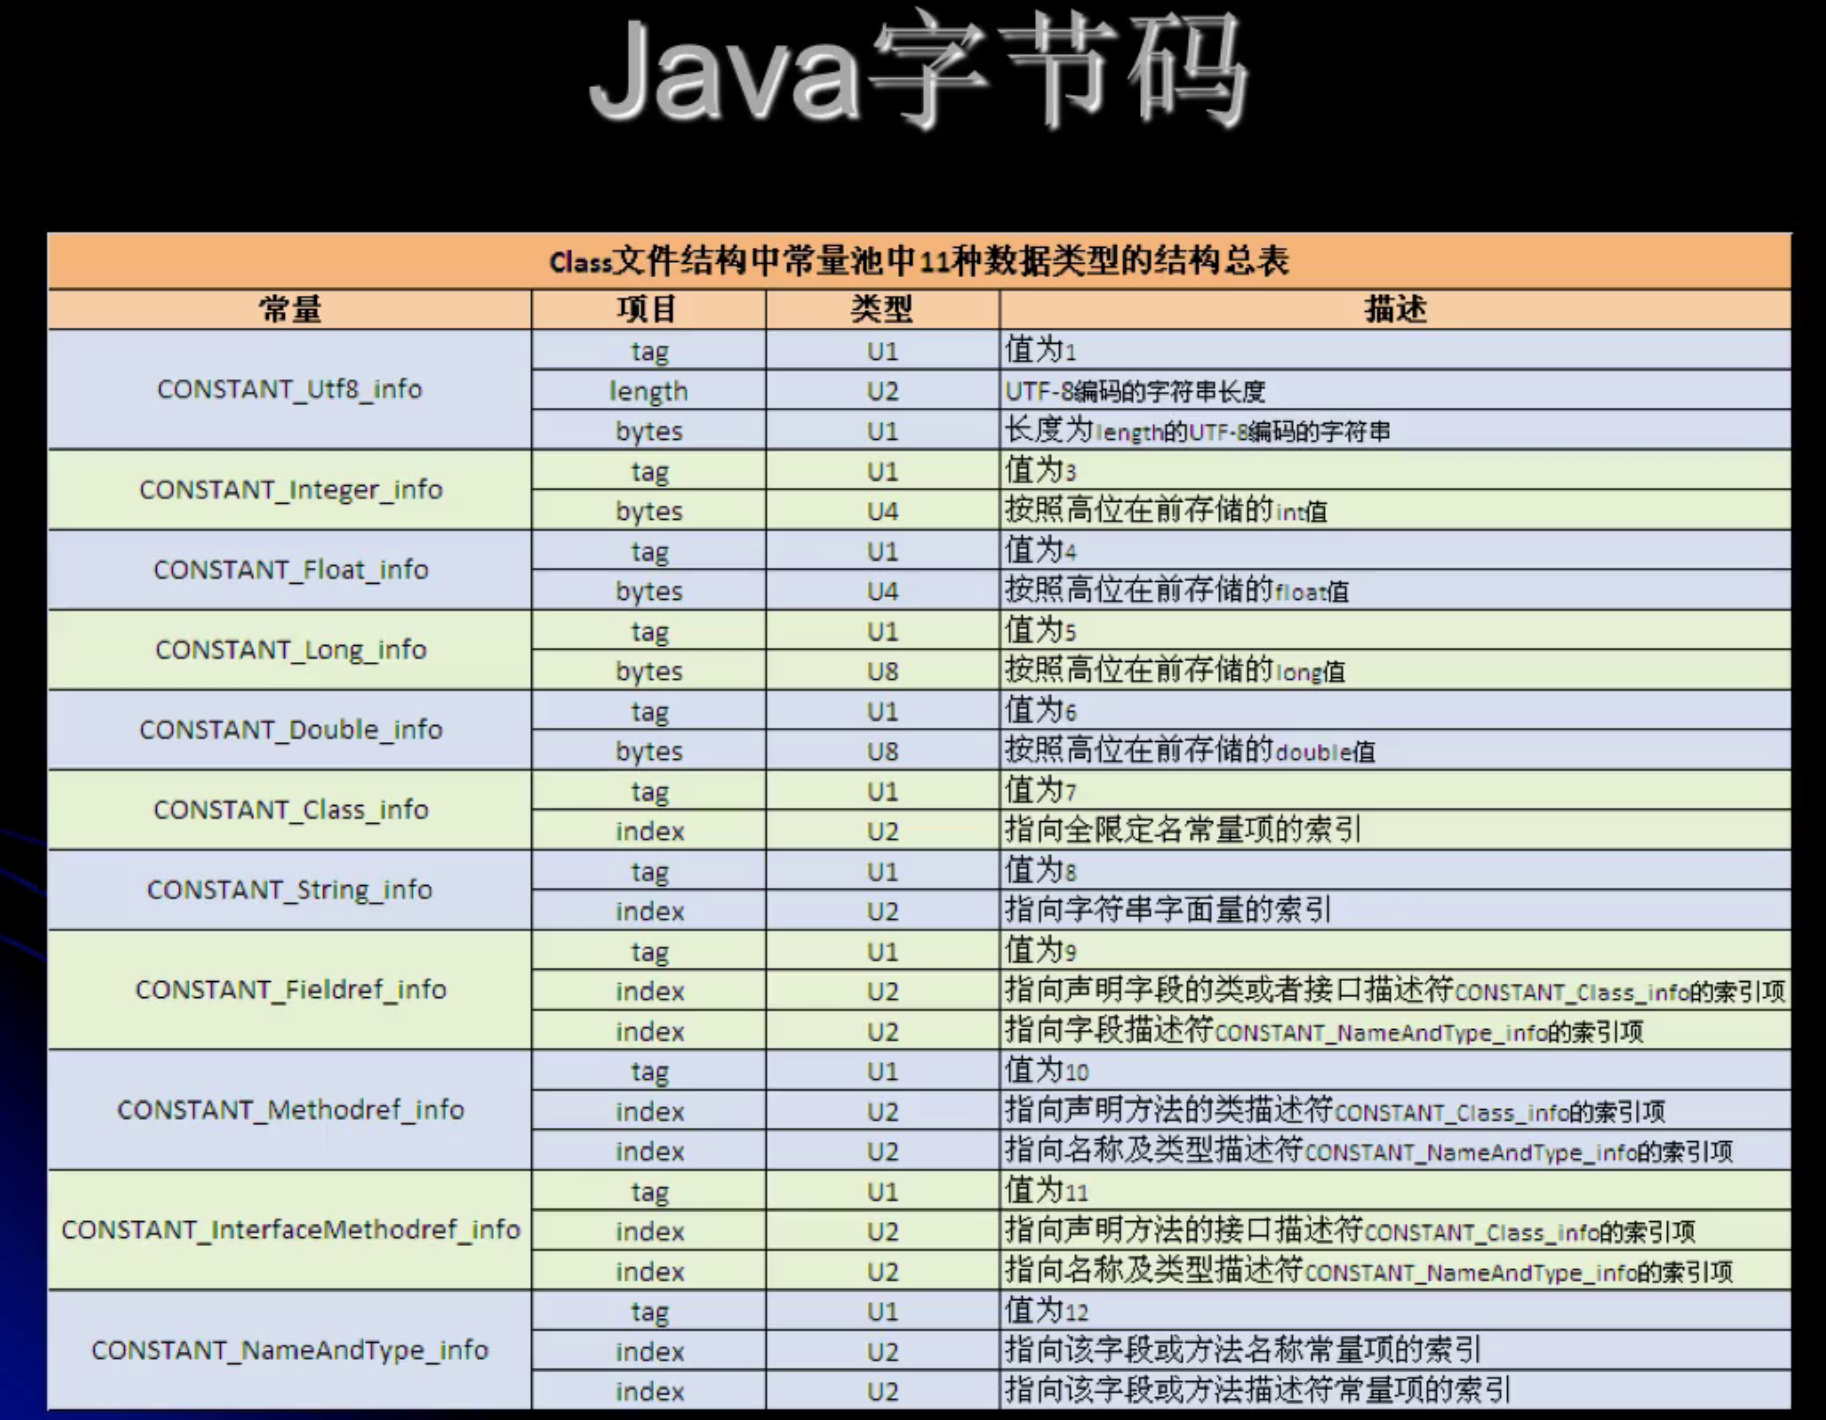 Java字节码
Class文件结构中常量池中11种数据类型的结构总表
常量 项目 类型 描述
CONSTANT_Utf8_info tag U1 值为1
length U2 UTF-8编码的字符串长度
bytes U1 长度为length的UTF-8编码的字符串
CONSTANT_Integer_info tag U1 值为3
bytes U4 按照高位在前存储的int值
CONSTANT_Float_info tag U1 值为4
bytes U4 按照高位在前存储的float值
CONSTANT_Long_info tag U1 值为5
bytes U8 按照高位在前存储的long值
CONSTANT_Double_info tag U1 值为6
bytes U8 按照高位在前存储的double值
CONSTANT_Class_info tag U1 值为7
index U2 指向全限定名常量项的索引
CONSTANT_String_info tag U1 值为8
index U2 指向字符串字面量的索引
CONSTANT_Fieldref_info tag U1 值为9
index U2 指向声明字段的类或者接口描述符CONSTANT_Class_info的索引项
index U2 指向字段描述符CONSTANT_NameAndType_info的索引项
CONSTANT_Methodref_info tag U1 值为10
index U2 指向声明方法的类描述符CONSTANT_Class_info的索引项
index U2 指向名称及类型描述符CONSTANT_NameAndType_info的索引项
CONSTANT_InterfaceMethodref_info tag U1 值为11
index U2 指向声明方法的接口描述符CONSTANT_Class_info的索引项
index U2 指向名称及类型描述符CONSTANT_NameAndType_info的索引项
CONSTANT_NameAndType_info tag U1 值为12
index U2 指向该字段或方法名称常量项的索引
index U2 指向该字段或方法描述符常量项的索引